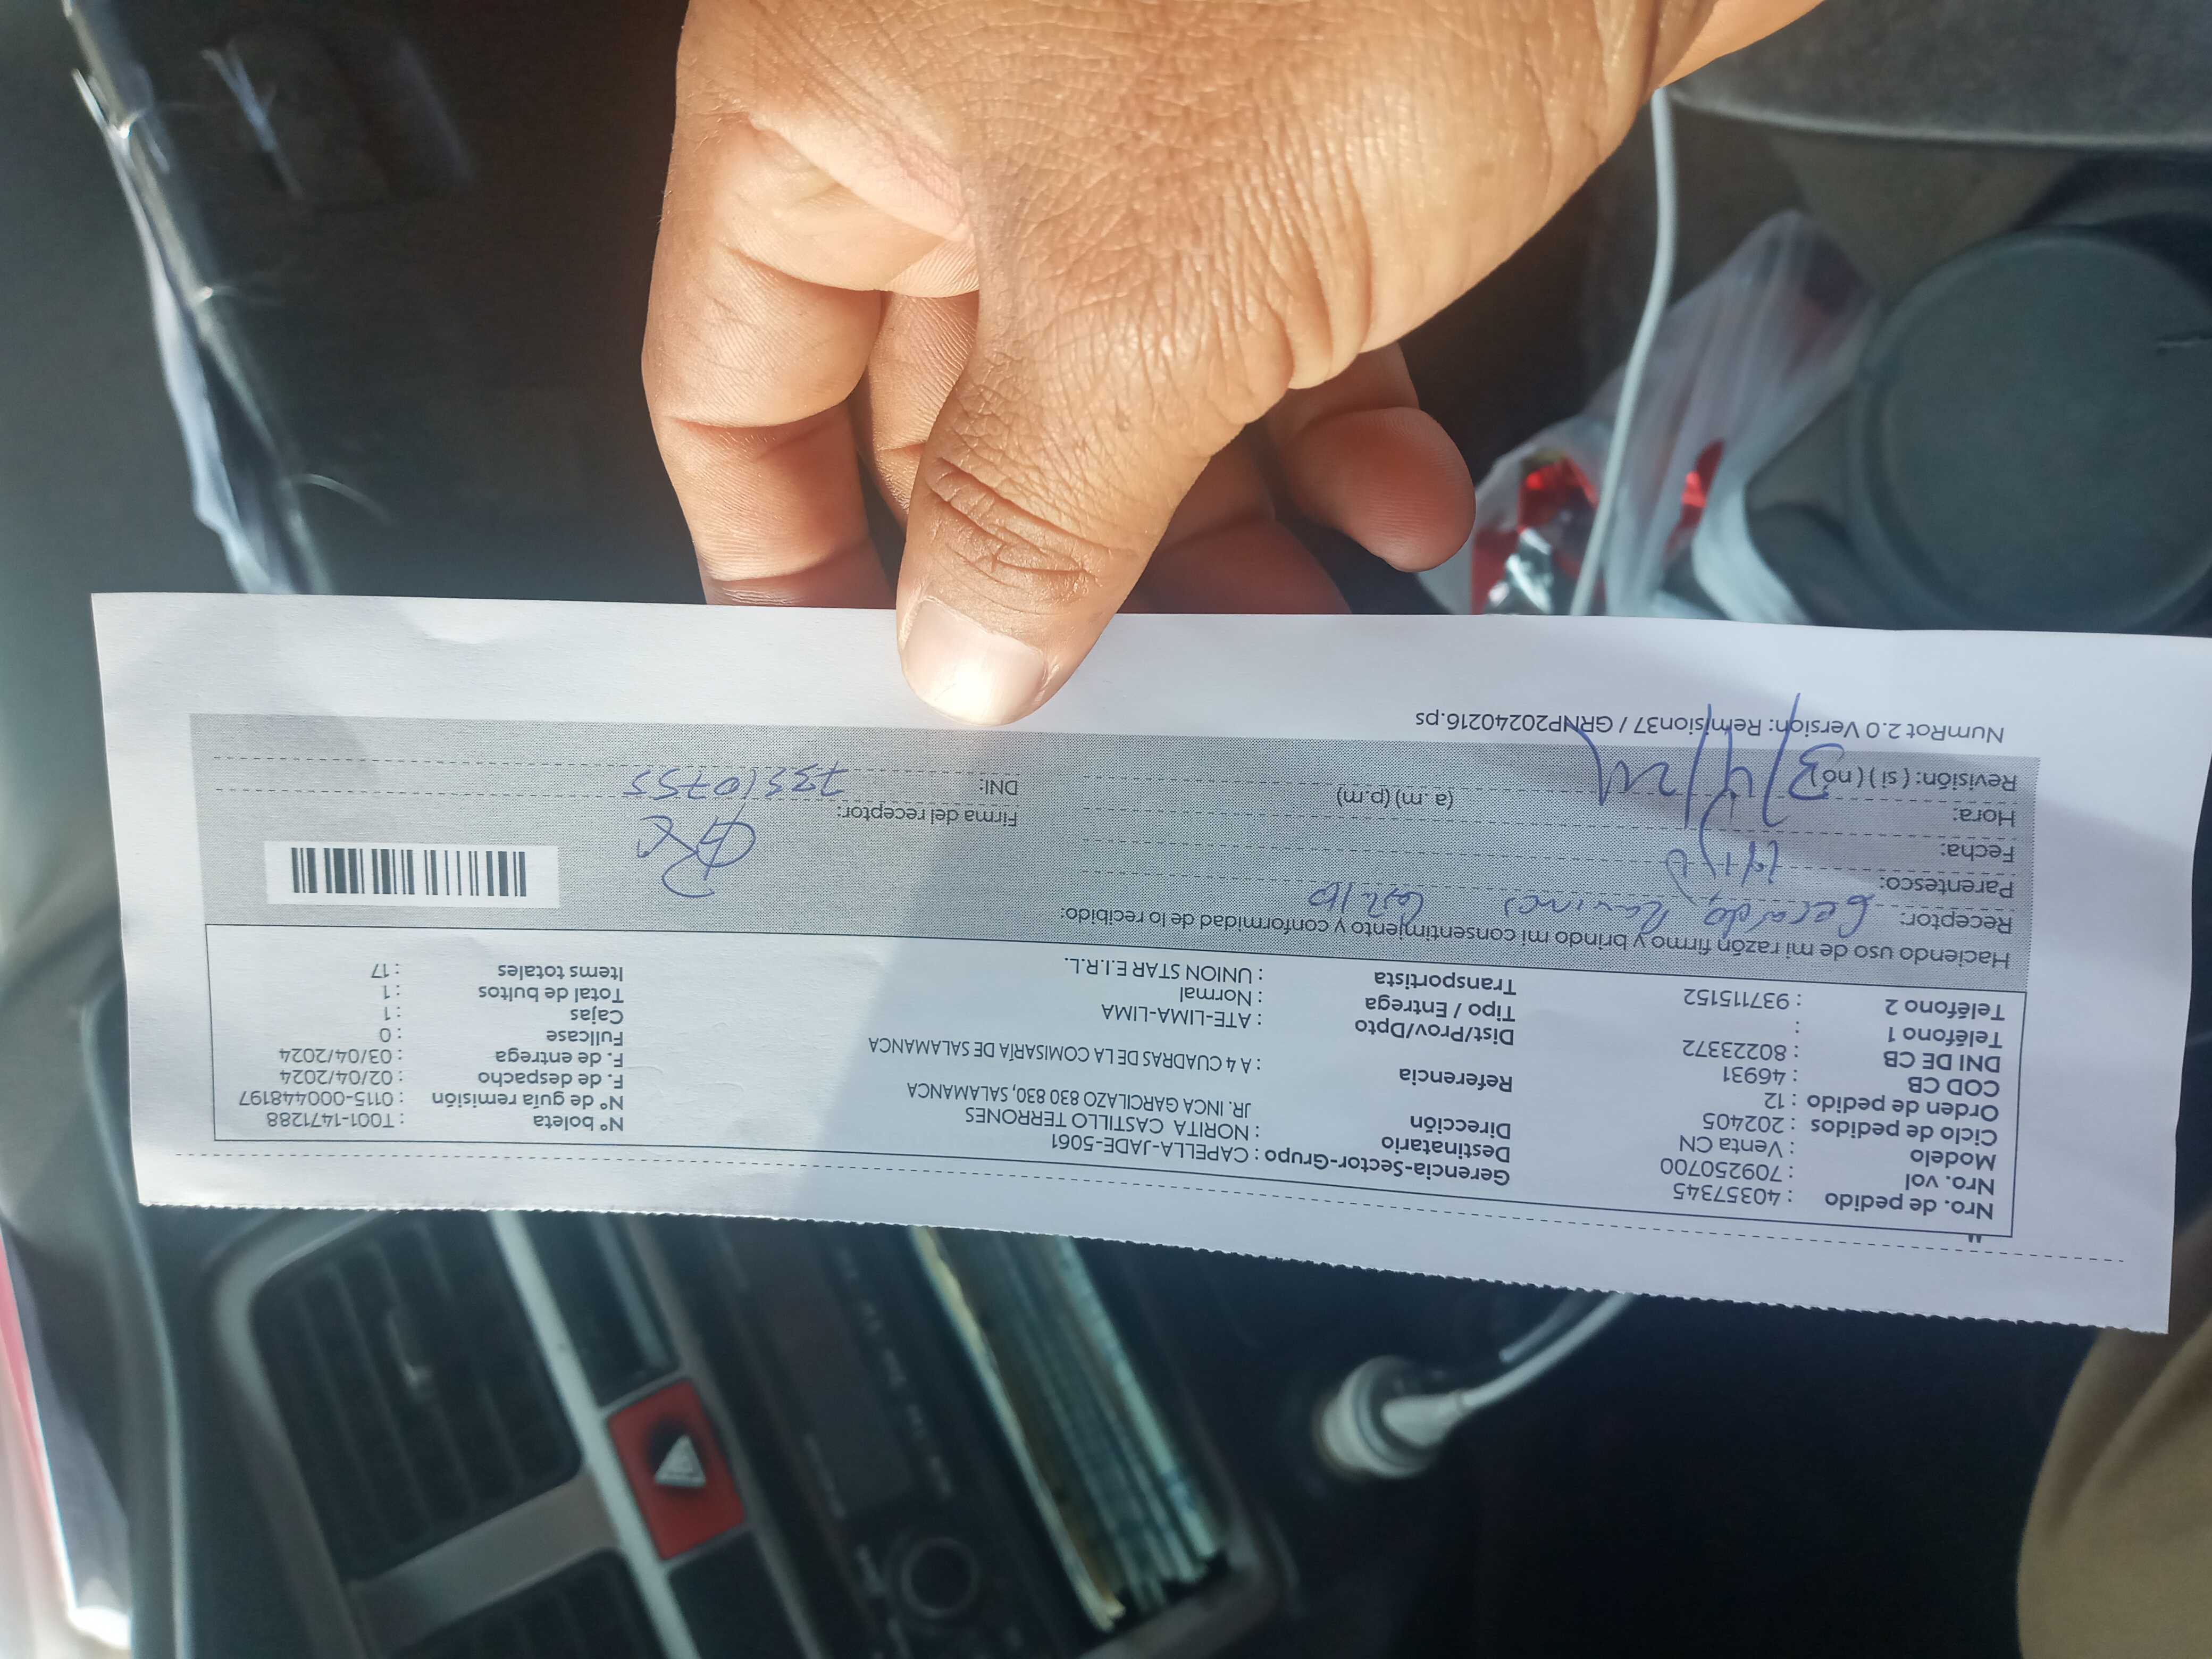 Nro. de pedido : 40357345
Nro. vol : 709250700
Modelo : Venta CN
Ciclo de pedidos : 202405
Orden de pedido : 12
COD CB : 46931
DNI DE CB : 80223372
Teléfono 1 :
Teléfono 2 : 937115152
Gerencia-Sector-Grupo : CAPELLA-JADE-5061
Destinatario : NORITA CASTILLO TERRONES
Dirección JR. INCA GARCILAZO 830 830, SALAMANCA
Referencia : A 4 CUADRAS DE LA COMISARÍA DE SALAMANCA
Dist/Prov/Dpto : ATE-LIMA-LIMA
Tipo / Entrega : Normal
Transportista : UNION STAR E.I.R.L.
N° boleta : T001-1471288
N° de guía remisión : 0115-000448197
F. de despacho : 02/04/2024
F. de entrega : 03/04/2024
Fullcase : 0
Cajas : 1
Total de bultos : 1
Items totales : 17
Haciendo uso de mi razón firmo y brindo mi consentimiento y conformidad de lo recibido:
Receptor:
Parentesco:
Fecha:
Hora: 3/4/24 (a. m) (p.m)
Revisión: ( si ) ( no )
Firma del receptor:
DNI: 73510755
NumRot 2.0 Version: Remision37 / GRNP20240216.ps